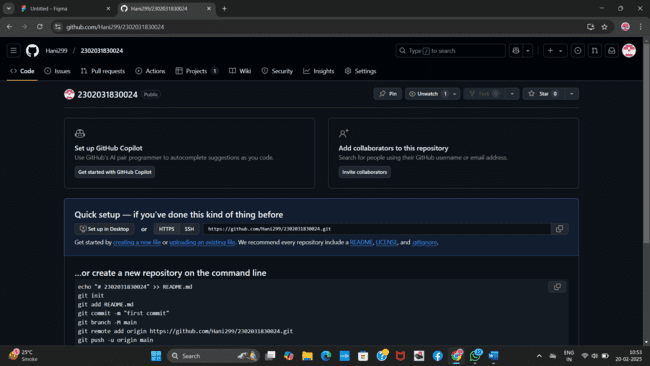 Untitled – Figma
Hani299/2302031830024
github.com/Hani299/2302031830024
Hani299 / 2302031830024
Type / to search
Code
Issues
Pull requests
Actions
Projects 1
Wiki
Security
Insights
Settings
2302031830024 Public
Pin
Unwatch 1
Fork 0
Star 0
Set up GitHub Copilot
Use GitHub's AI pair programmer to autocomplete suggestions as you code.
Get started with GitHub Copilot
Add collaborators to this repository
Search for people using their GitHub username or email address.
Invite collaborators
Quick setup — if you've done this kind of thing before
Set up in Desktop or HTTPS SSH https://github.com/Hani299/2302031830024.git
Get started by creating a new file or uploading an existing file. We recommend every repository include a README, LICENSE, and .gitignore.
...or create a new repository on the command line
echo "# 2302031830024" >> README.md
git init
git add README.md
git commit -m "first commit"
git branch -M main
git remote add origin https://github.com/Hani299/2302031830024.git
git push -u origin main
25°C
Smoke
Search
ENG
IN
10:53
20-02-2025